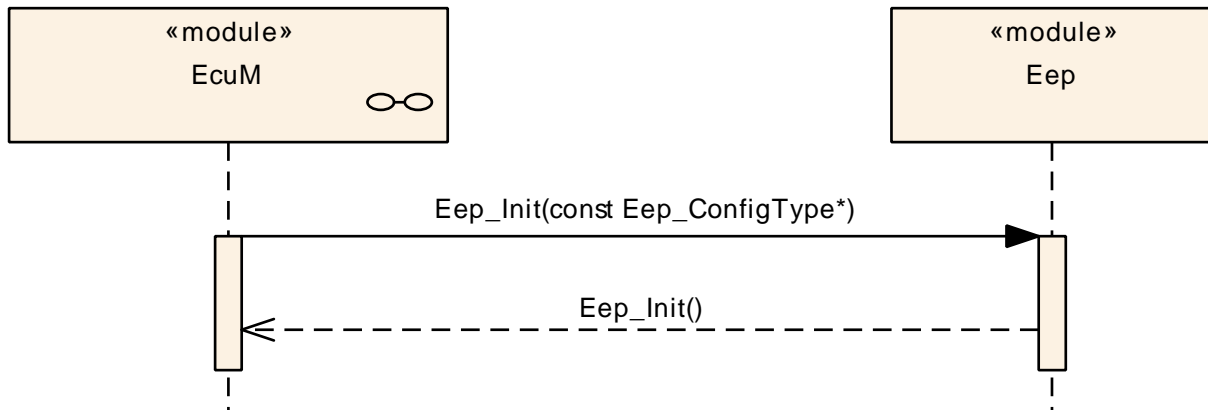 «module»
EcuM
«module»
Eep
Eep_Init(const Eep_ConfigType*)
Eep_Init()